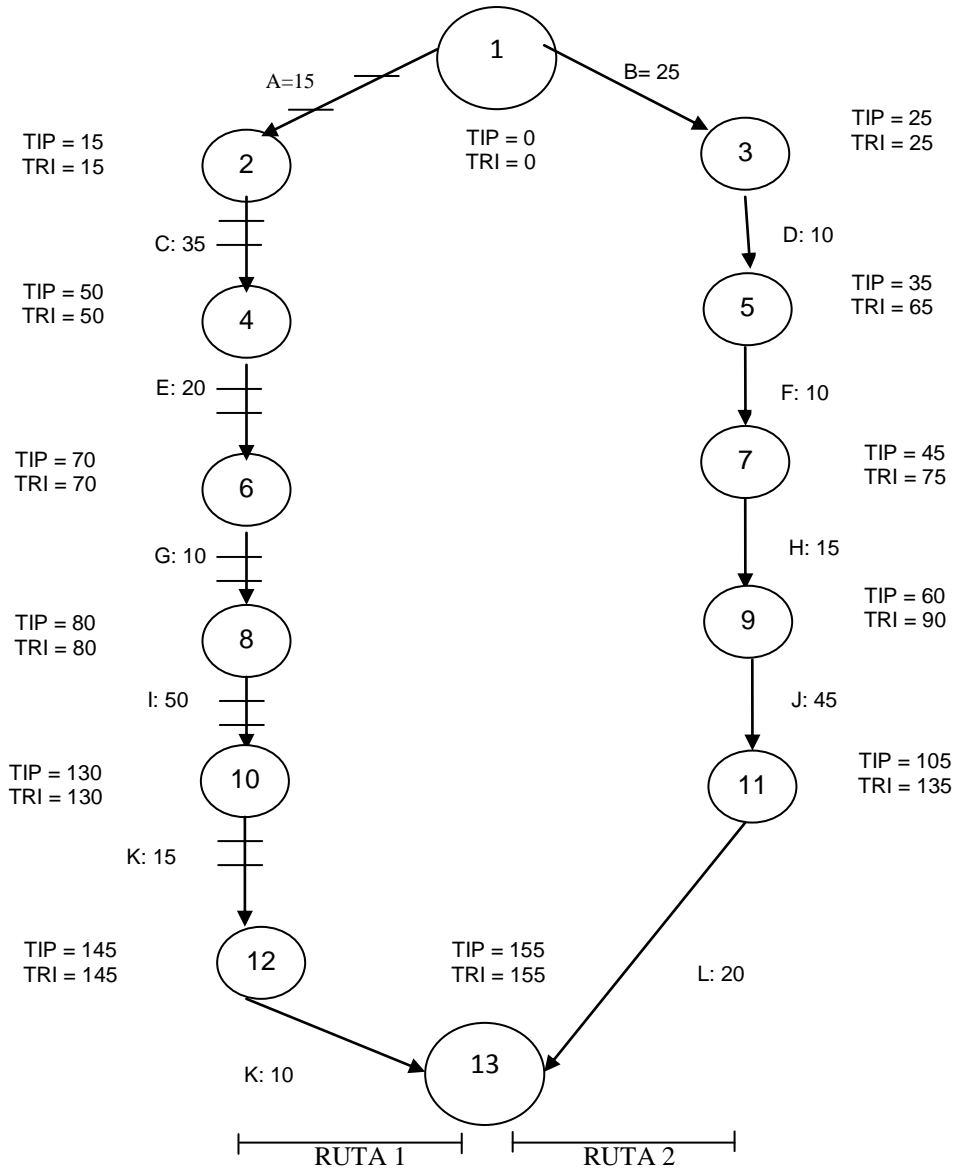 1
A=15
B= 25
TIP = 15
TRI = 15
2
TIP = 0
TRI = 0
3
TIP = 25
TRI = 25
C: 35
D: 10
TIP = 50
TRI = 50
4
5
TIP = 35
TRI = 65
E: 20
F: 10
TIP = 70
TRI = 70
6
7
TIP = 45
TRI = 75
G: 10
H: 15
TIP = 80
TRI = 80
8
9
TIP = 60
TRI = 90
I: 50
J: 45
TIP = 130
TRI = 130
10
11
TIP = 105
TRI = 135
K: 15
TIP = 145
TRI = 145
12
TIP = 155
TRI = 155
L: 20
K: 10
13
RUTA 1
RUTA 2